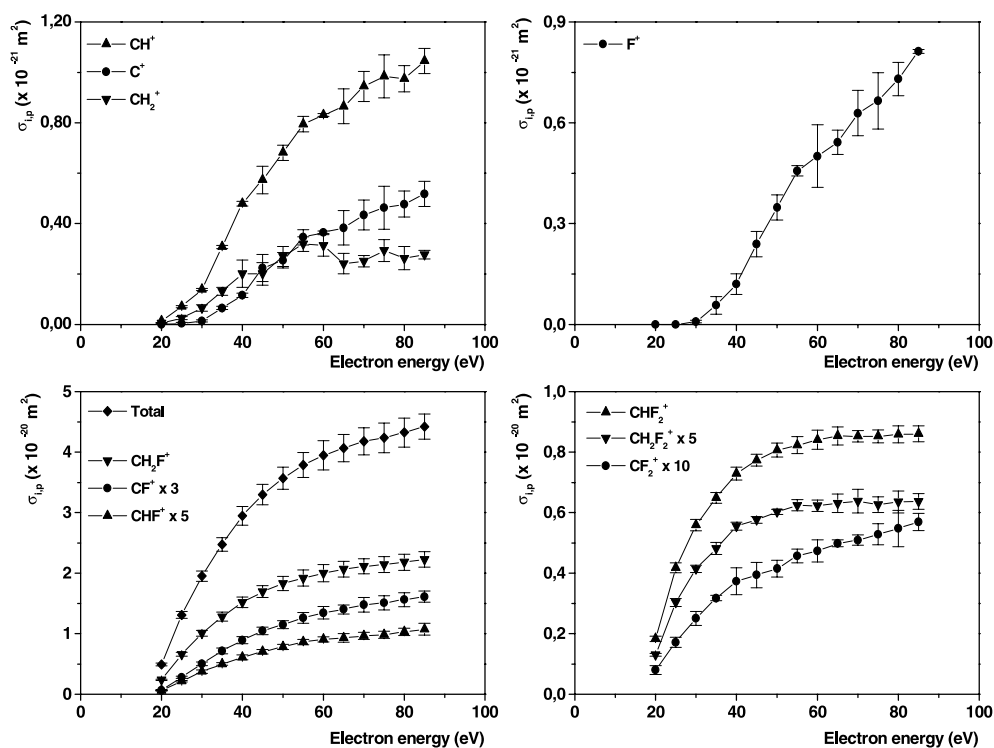 1,20
0,80
0,40
0,00
0
20
40
60
80
100
σi,p (x 10 -21 m2)
Electron energy (eV)
CH+
C+
CH2+
0,9
0,6
0,3
0,0
0
20
40
60
80
100
σi,p (x 10 -21 m2)
Electron energy (eV)
F+
5
4
3
2
1
0
0
20
40
60
80
100
σi,p (x 10 -20 m2)
Electron energy (eV)
Total
CH2F+
CF+ x 3
CHF+ x 5
1,0
0,8
0,6
0,4
0,2
0,0
0
20
40
60
80
100
σi,p (x 10 -20 m2)
Electron energy (eV)
CHF2+
CH2F2+ x 5
CF2+ x 10